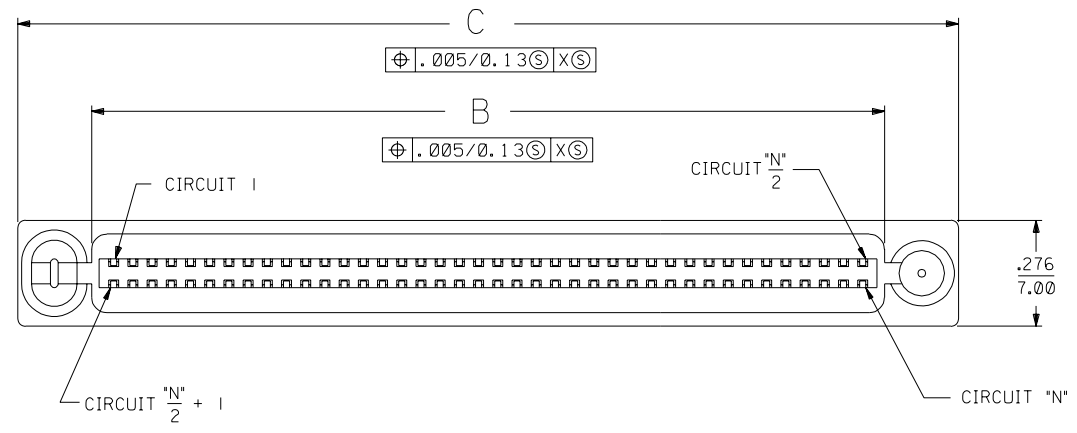 C
⌖ .005/0.13Ⓢ XⓈ
B
⌖ .005/0.13Ⓢ XⓈ
CIRCUIT 1
CIRCUIT "N"
2
.276
7.00
CIRCUIT "N" + 1
2
CIRCUIT "N"